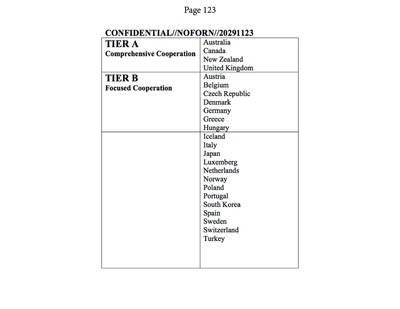 Page 123
CONFIDENTIAL//NOFORN//20291123
TIER A
Comprehensive Cooperation
Australia
Canada
New Zealand
United Kingdom
TIER B
Focused Cooperation
Austria
Belgium
Czech Republic
Denmark
Germany
Greece
Hungary
Iceland
Italy
Japan
Luxemberg
Netherlands
Norway
Poland
Portugal
South Korea
Spain
Sweden
Switzerland
Turkey